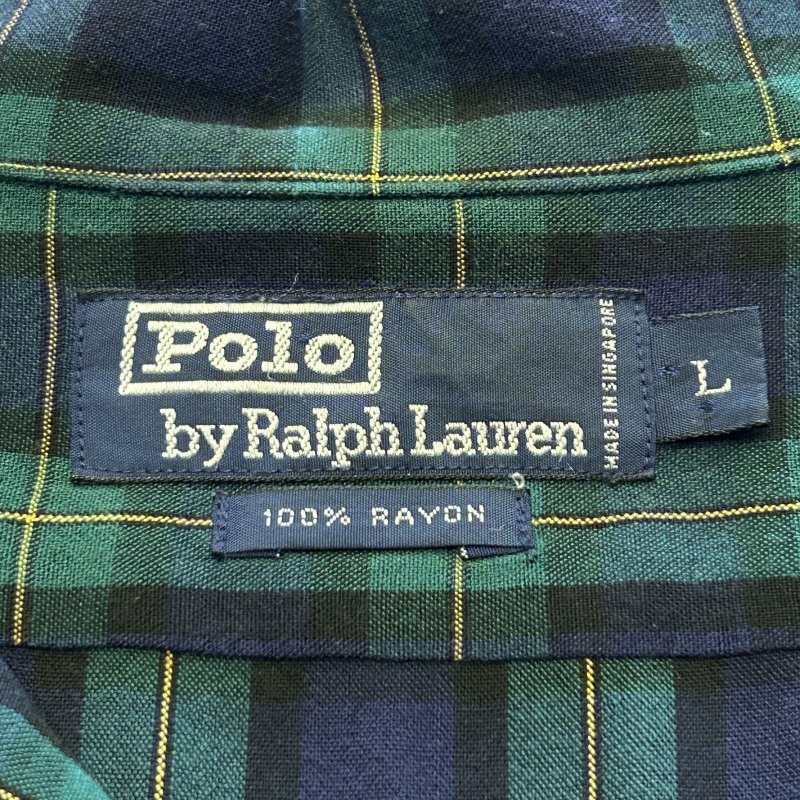 Polo
by Ralph Lauren
MADE IN SINGAPORE
L
100% RAYON